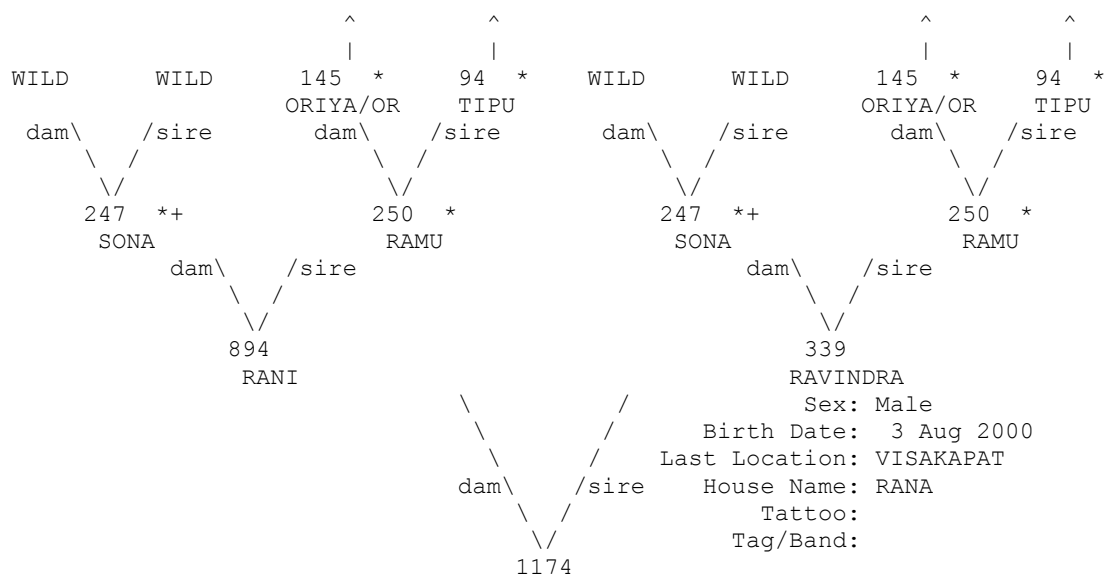 ^ ^ ^ ^
| | | |
WILD WILD 145 * 94 * WILD WILD 145 * 94 *
ORIYA/OR TIPU ORIYA/OR TIPU
dam\ /sire dam\ /sire dam\ /sire dam\ /sire
\ / \ / \ / \ /
\/ \/ \/ \/
247 *+ 250 * 247 *+ 250 *
SONA RAMU SONA RAMU
dam\ /sire dam\ /sire
\ / \ /
\/ \/
894 339
RANI RAVINDRA
\ / Sex: Male
\ / Birth Date: 3 Aug 2000
\ / Last Location: VISAKAPAT
dam\ /sire House Name: RANA
\ / Tattoo:
\/ Tag/Band:
1174